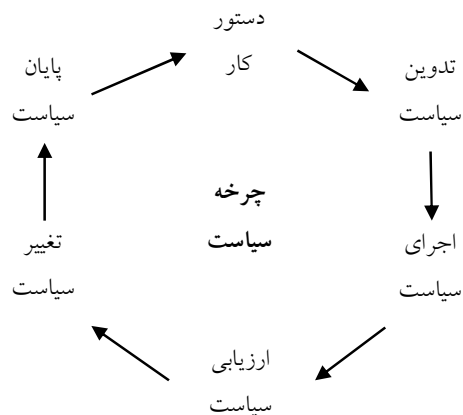 دستور
کار
تدوین
سیاست
اجرای
سیاست
ارزیابی
سیاست
تغییر
سیاست
پایان
سیاست
چرخه
سیاست